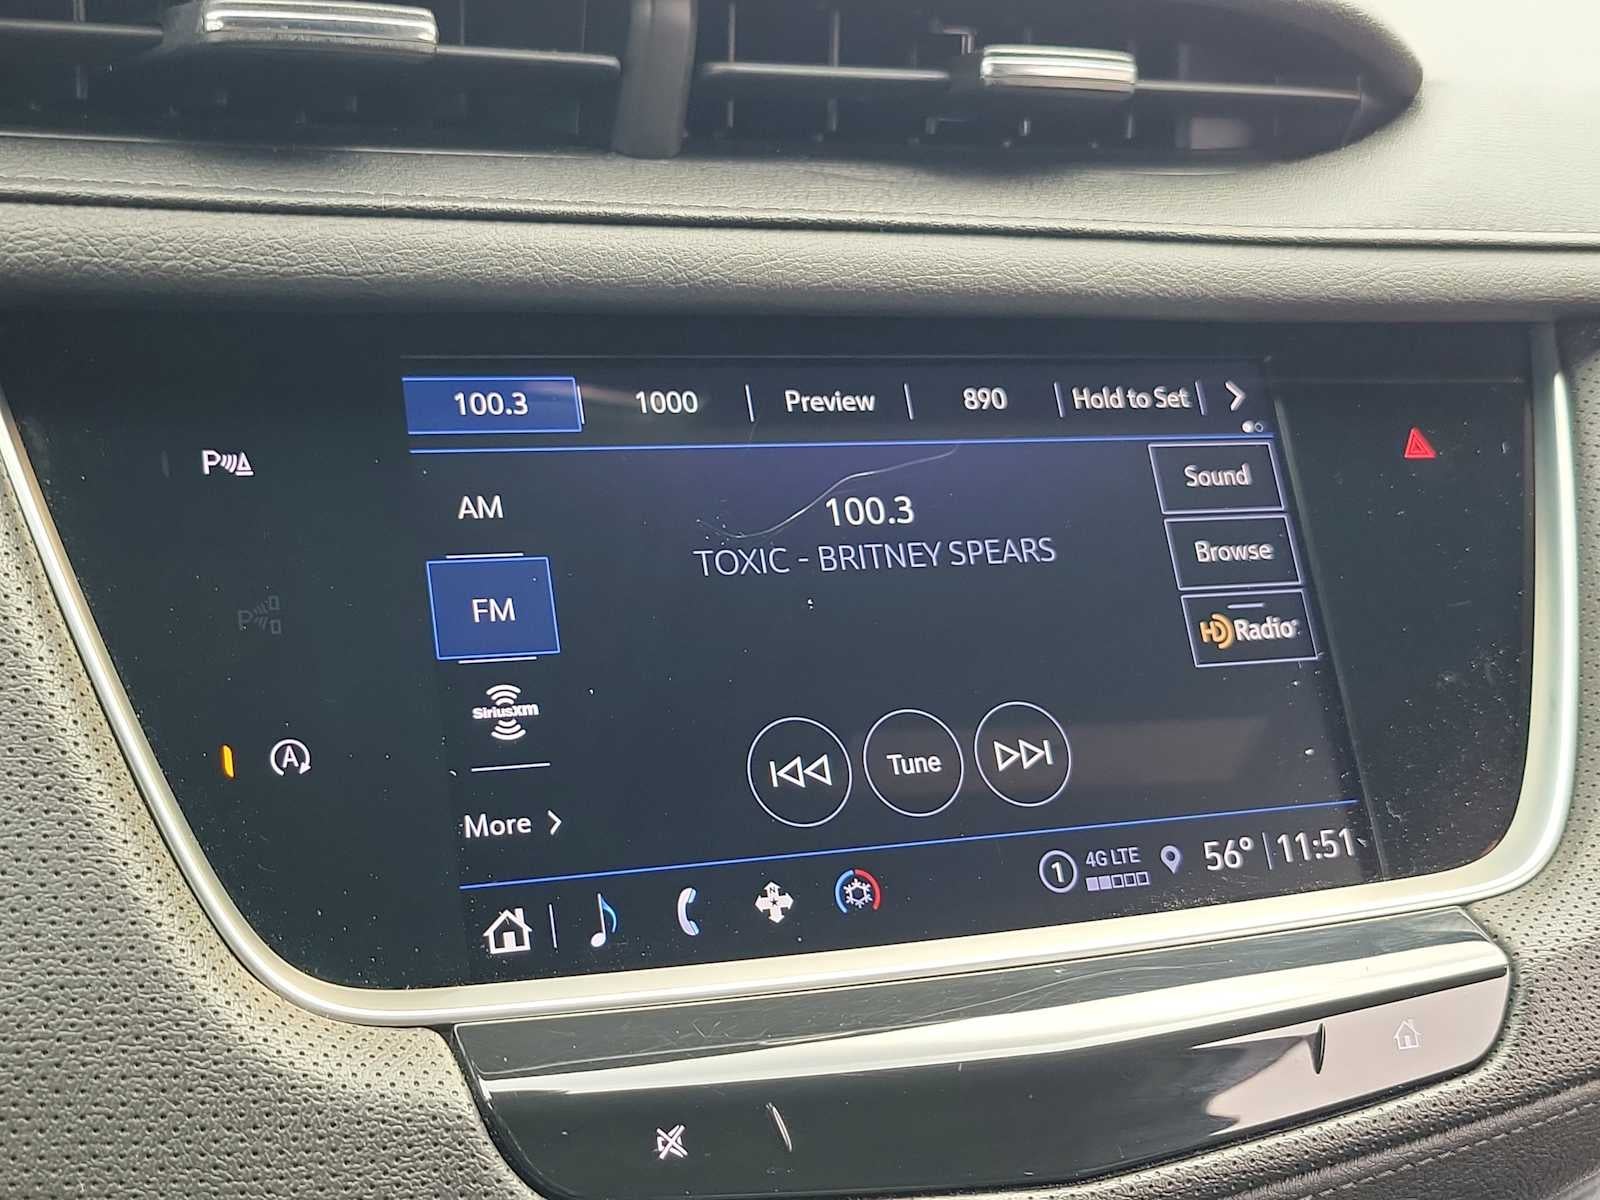 100.3 | 1000 | Preview | 890 | Hold to Set | >
P
AM
100.3
Sound
TOXIC - BRITNEY SPEARS
Browse
FM
HD Radio
P
SiriusXM
A
Tune
More >
1 4G LTE 56° | 11:51
N